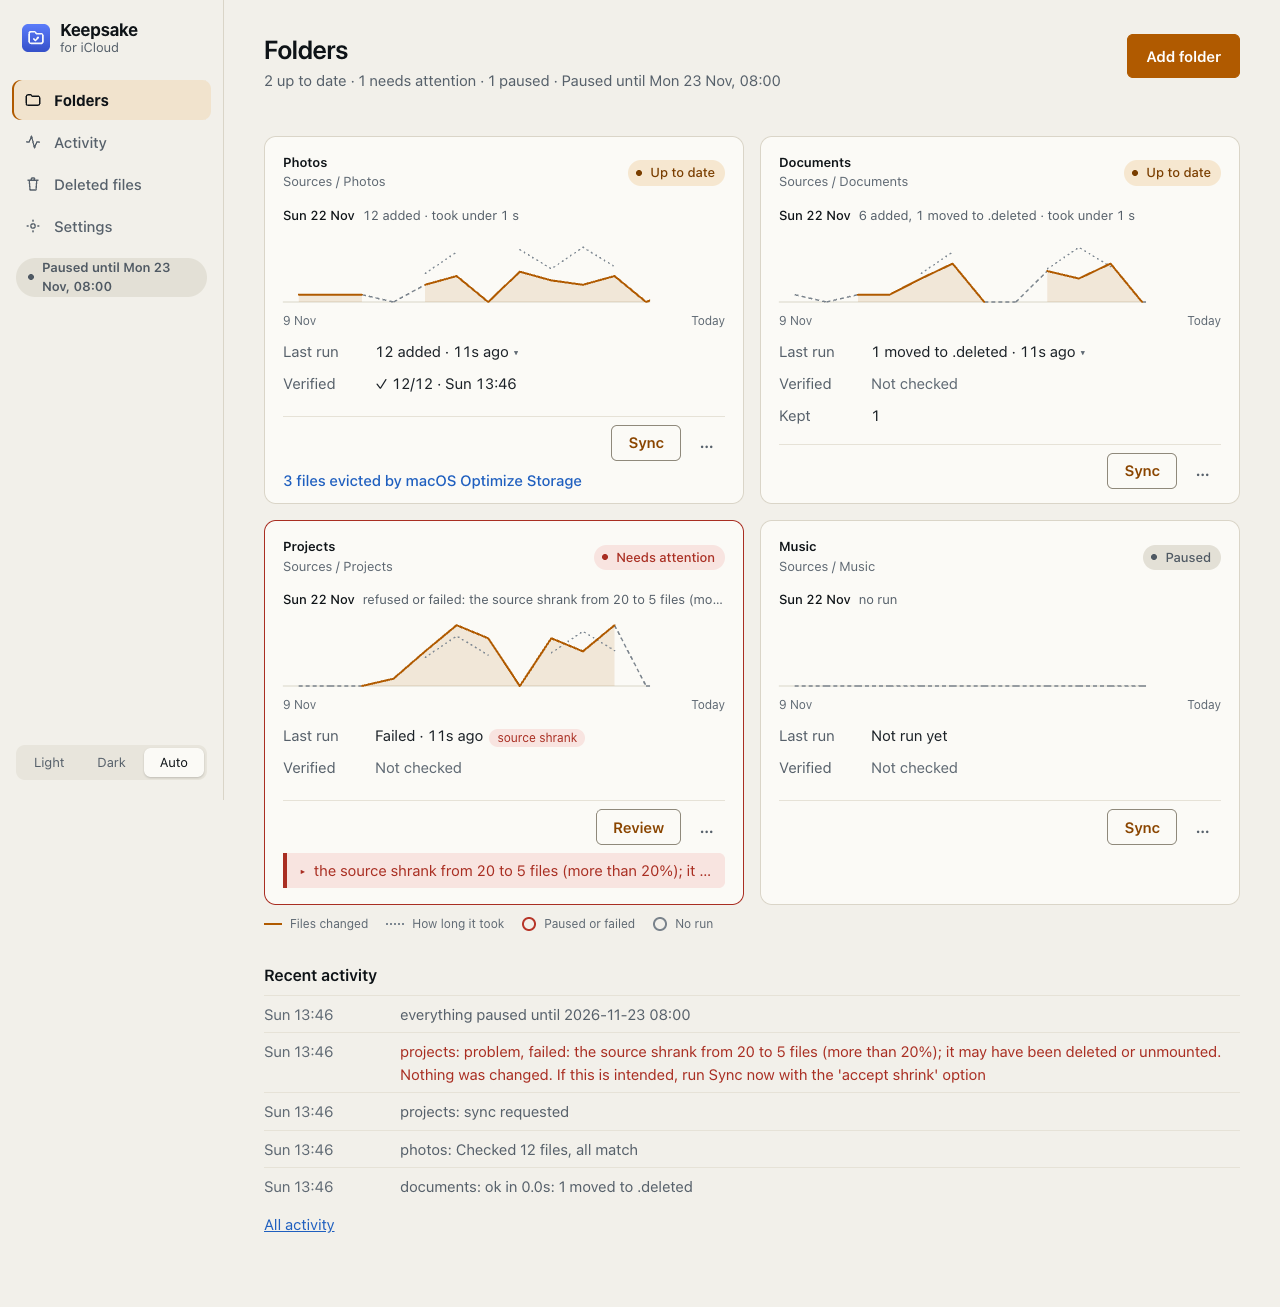 Keepsake
for iCloud
Folders
Activity
Deleted files
Settings
Paused until Mon 23
Nov, 08:00
Light Dark Auto
Folders
2 up to date · 1 needs attention · 1 paused · Paused until Mon 23 Nov, 08:00
Add folder
Photos
Sources / Photos
Up to date
Sun 22 Nov 12 added · took under 1 s
9 Nov Today
Last run 12 added · 11s ago ▾
Verified ✓ 12/12 · Sun 13:46
Sync ...
3 files evicted by macOS Optimize Storage
Documents
Sources / Documents
Up to date
Sun 22 Nov 6 added, 1 moved to .deleted · took under 1 s
9 Nov Today
Last run 1 moved to .deleted · 11s ago ▾
Verified Not checked
Kept 1
Sync ...
Projects
Sources / Projects
Needs attention
Sun 22 Nov refused or failed: the source shrank from 20 to 5 files (mo...
9 Nov Today
Last run Failed · 11s ago source shrank
Verified Not checked
Review ...
▸ the source shrank from 20 to 5 files (more than 20%); it ...
Music
Sources / Music
Paused
Sun 22 Nov no run
9 Nov Today
Last run Not run yet
Verified Not checked
Sync ...
Files changed How long it took Paused or failed No run
Recent activity
Sun 13:46 everything paused until 2026-11-23 08:00
Sun 13:46 projects: problem, failed: the source shrank from 20 to 5 files (more than 20%); it may have been deleted or unmounted.
Nothing was changed. If this is intended, run Sync now with the 'accept shrink' option
Sun 13:46 projects: sync requested
Sun 13:46 photos: Checked 12 files, all match
Sun 13:46 documents: ok in 0.0s: 1 moved to .deleted
All activity